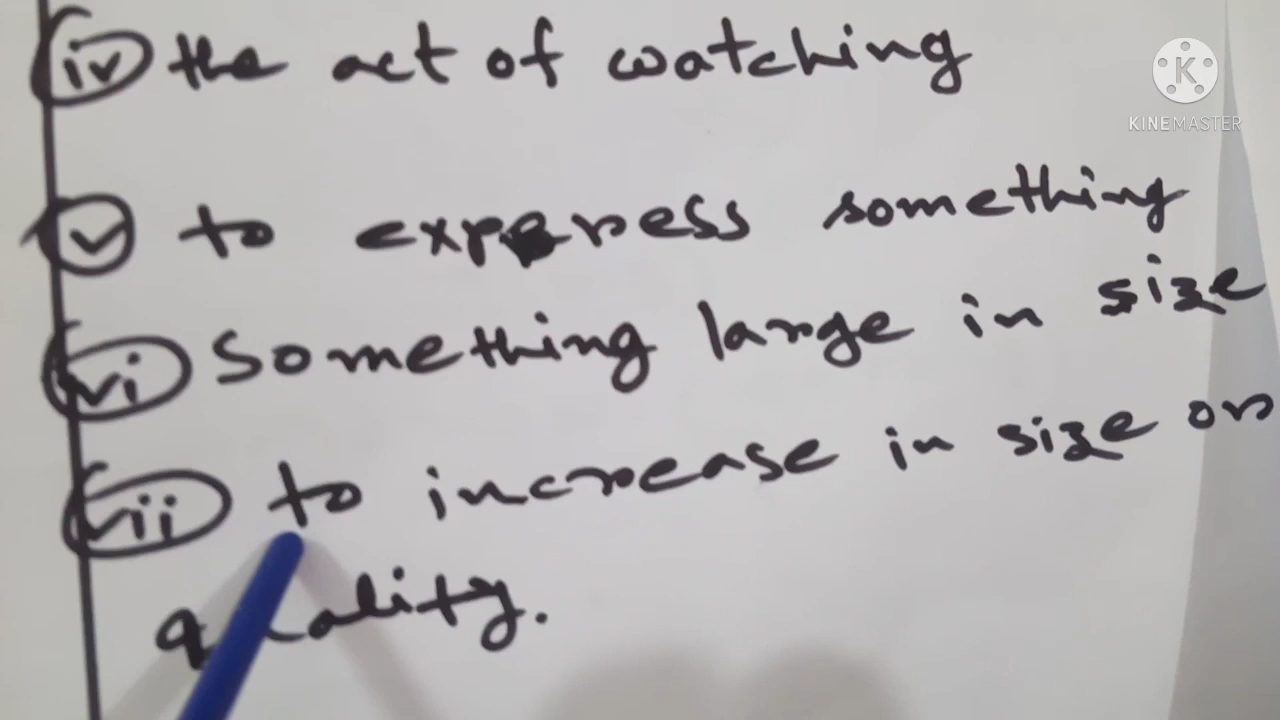 iv the act of watching
K
KINEMASTER
v to express something
vi Something large in size
vii to increase in size or
quality.